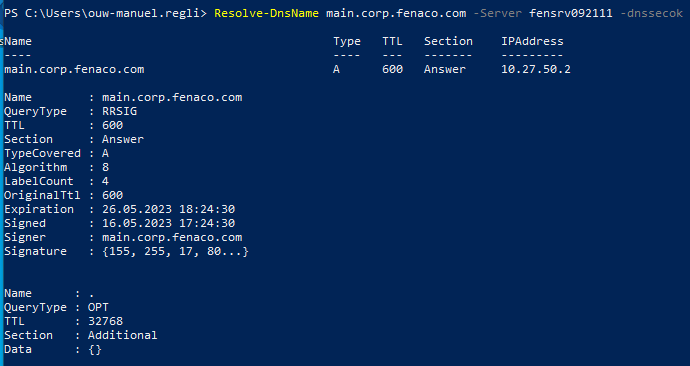 PS C:\Users\ouw-manuel.regli> Resolve-DnsName main.corp.fenaco.com -Server fensrv092111 -dnssecok
Name Type TTL Section IPAddress
---- ---- --- ------- ---------
main.corp.fenaco.com A 600 Answer 10.27.50.2
Name : main.corp.fenaco.com
QueryType : RRSIG
TTL : 600
Section : Answer
TypeCovered : A
Algorithm : 8
LabelCount : 4
OriginalTtl : 600
Expiration : 26.05.2023 18:24:30
Signed : 16.05.2023 17:24:30
Signer : main.corp.fenaco.com
Signature : {155, 255, 17, 80...}
Name : .
QueryType : OPT
TTL : 32768
Section : Additional
Data : {}